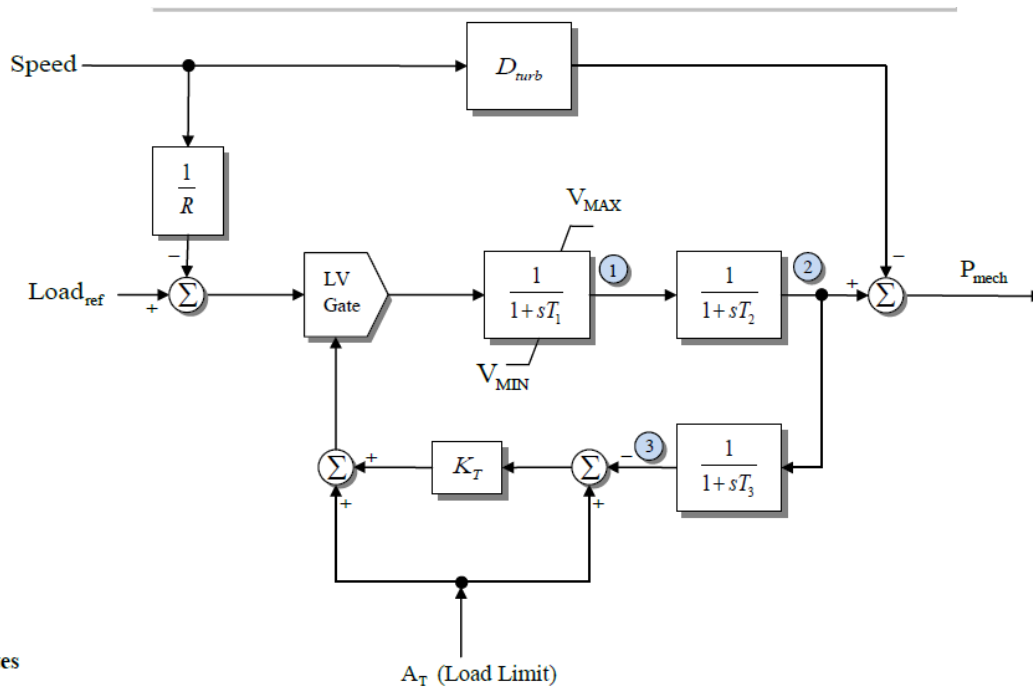 Speed
D_turb
1
R
−
Load_ref
+
Σ
LV
Gate
V_MAX
1
1 + sT_1
V_MIN
1
1
1 + sT_2
2
+
−
Σ
P_mech
Σ
+
+
K_T
Σ
−
+
3
1
1 + sT_3
A_T (Load Limit)
es